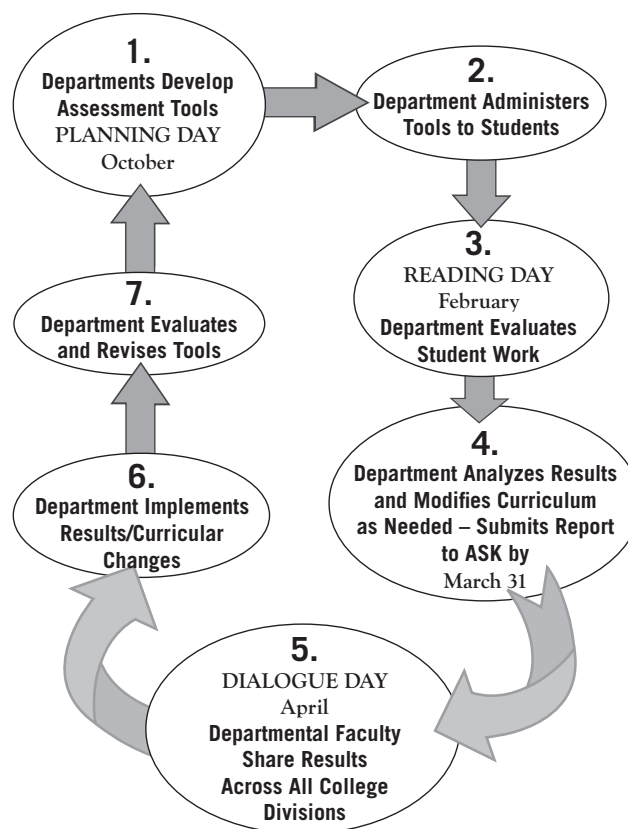 1.
Departments Develop
Assessment Tools
PLANNING DAY
October
2.
Department Administers
Tools to Students
3.
READING DAY
February
Department Evaluates
Student Work
4.
Department Analyzes Results
and Modifies Curriculum
as Needed – Submits Report
to ASK by
March 31
5.
DIALOGUE DAY
April
Departmental Faculty
Share Results
Across All College
Divisions
6.
Department Implements
Results/Curricular
Changes
7.
Department Evaluates
and Revises Tools